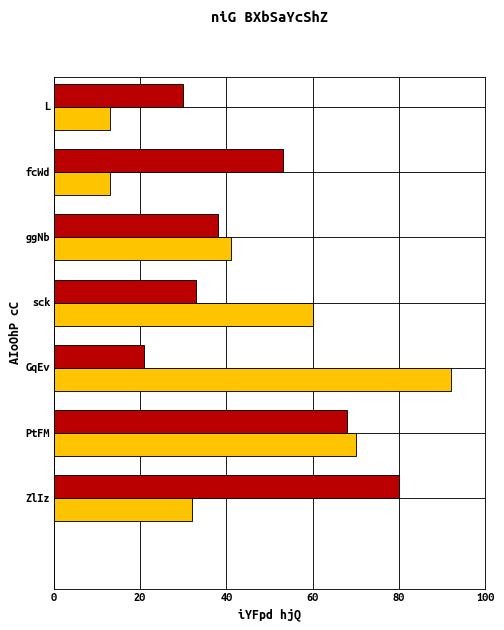 niG BXbSaYcShZ
L
fcWd
ggNb
sck
GqEv
PtFM
ZlIz
AIoOhP cC
0 20 40 60 80 100
iYFpd hjQ